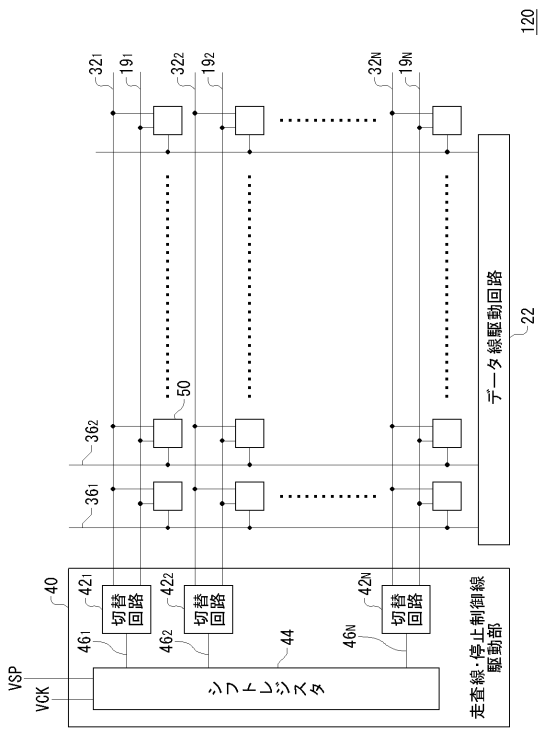 120
32₁
19₁
32₂
19₂
32N
19N
50
36₂
36₁
データ線駆動回路
22
40
42₁
切替
回路
42₂
切替
回路
42N
切替
回路
46₁
46₂
46N
44
シフトレジスタ
走査線・停止制御線
駆動部
VSP
VCK